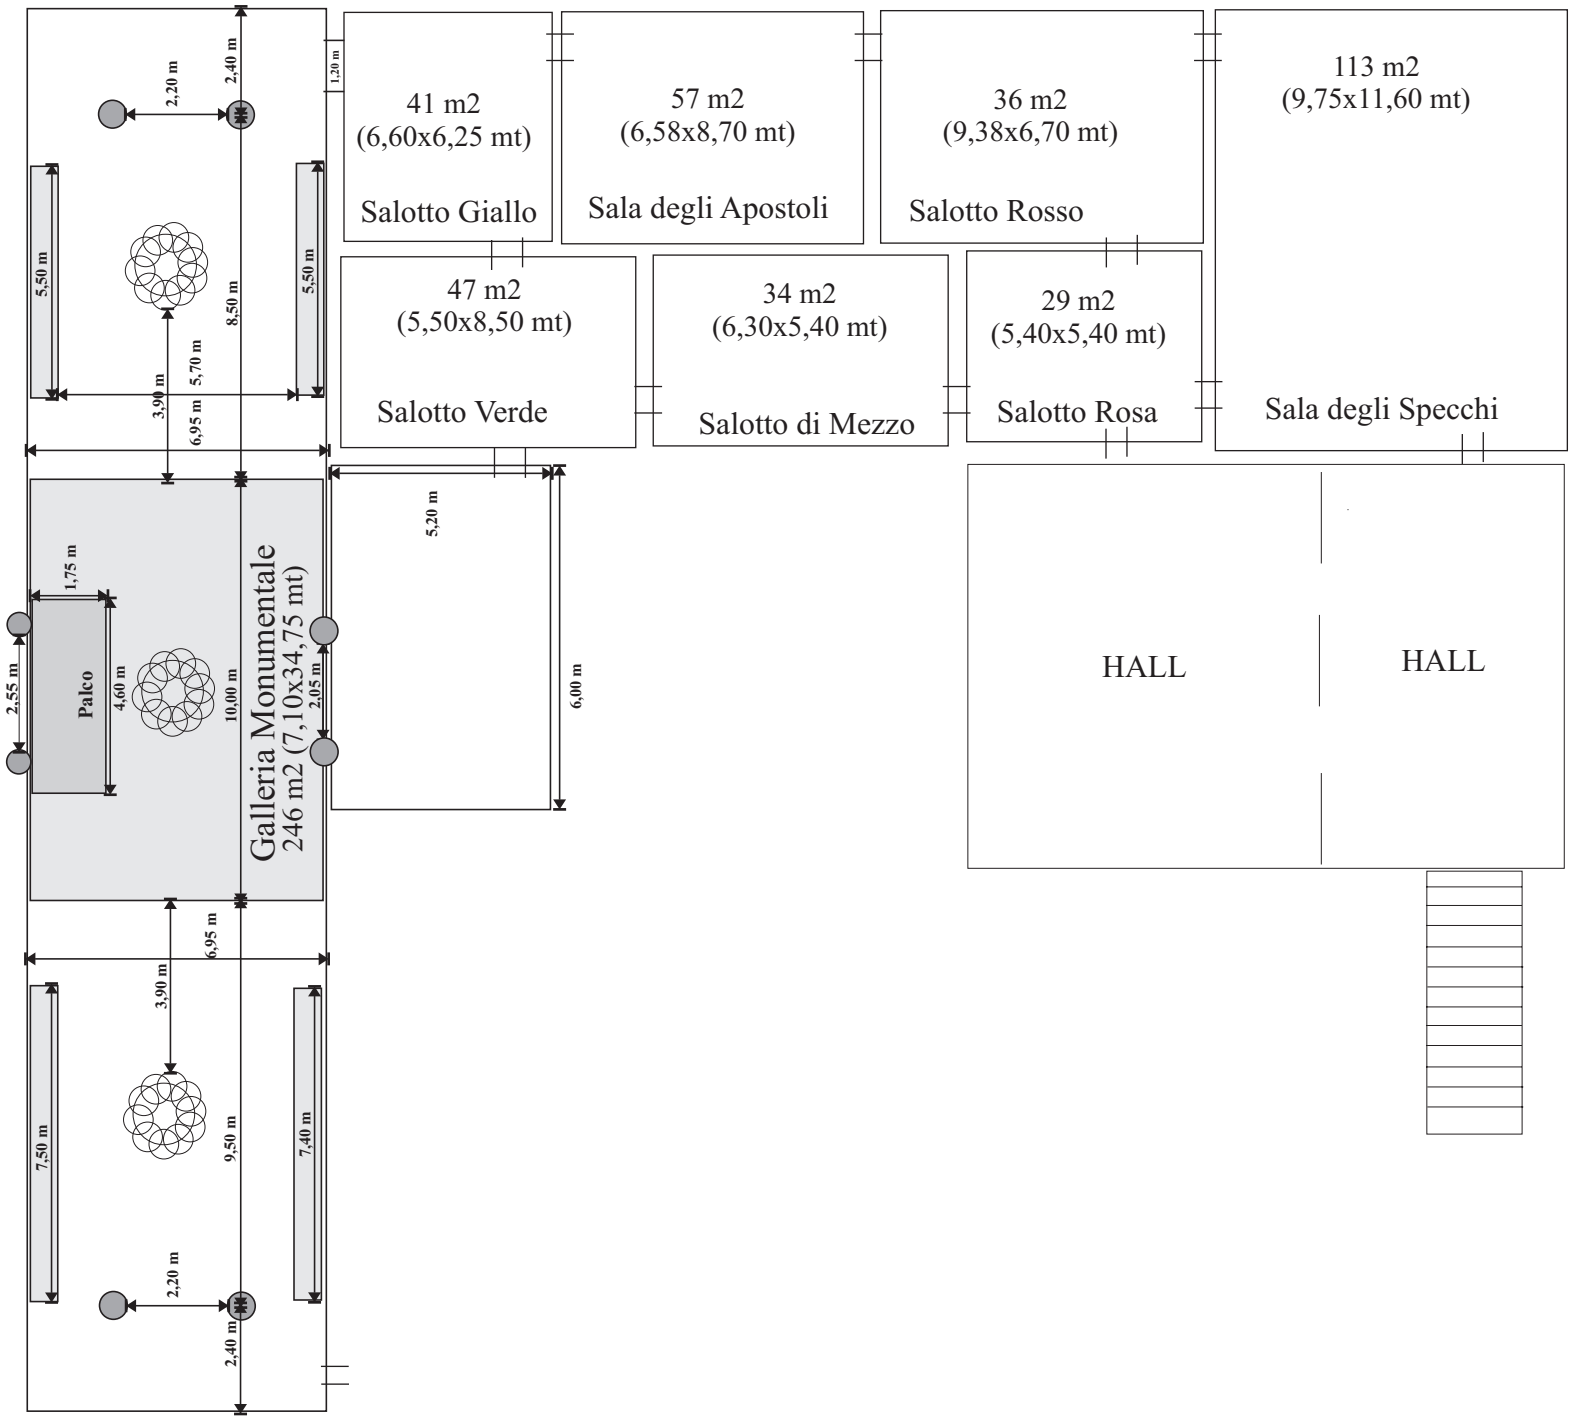 2,40 m
2,20 m
1,20 m
5,50 m
8,50 m
5,50 m
3,90 m
5,70 m
6,95 m
41 m2
(6,60x6,25 mt)
Salotto Giallo
57 m2
(6,58x8,70 mt)
Sala degli Apostoli
36 m2
(9,38x6,70 mt)
Salotto Rosso
113 m2
(9,75x11,60 mt)
Sala degli Specchi
47 m2
(5,50x8,50 mt)
Salotto Verde
34 m2
(6,30x5,40 mt)
Salotto di Mezzo
29 m2
(5,40x5,40 mt)
Salotto Rosa
1,75 m
2,55 m
Palco
4,60 m
10,00 m
Galleria Monumentale
246 m2 (7,10x34,75 mt)
2,05 m
5,20 m
6,00 m
HALL
HALL
6,95 m
3,90 m
7,50 m
9,50 m
7,40 m
2,20 m
2,40 m